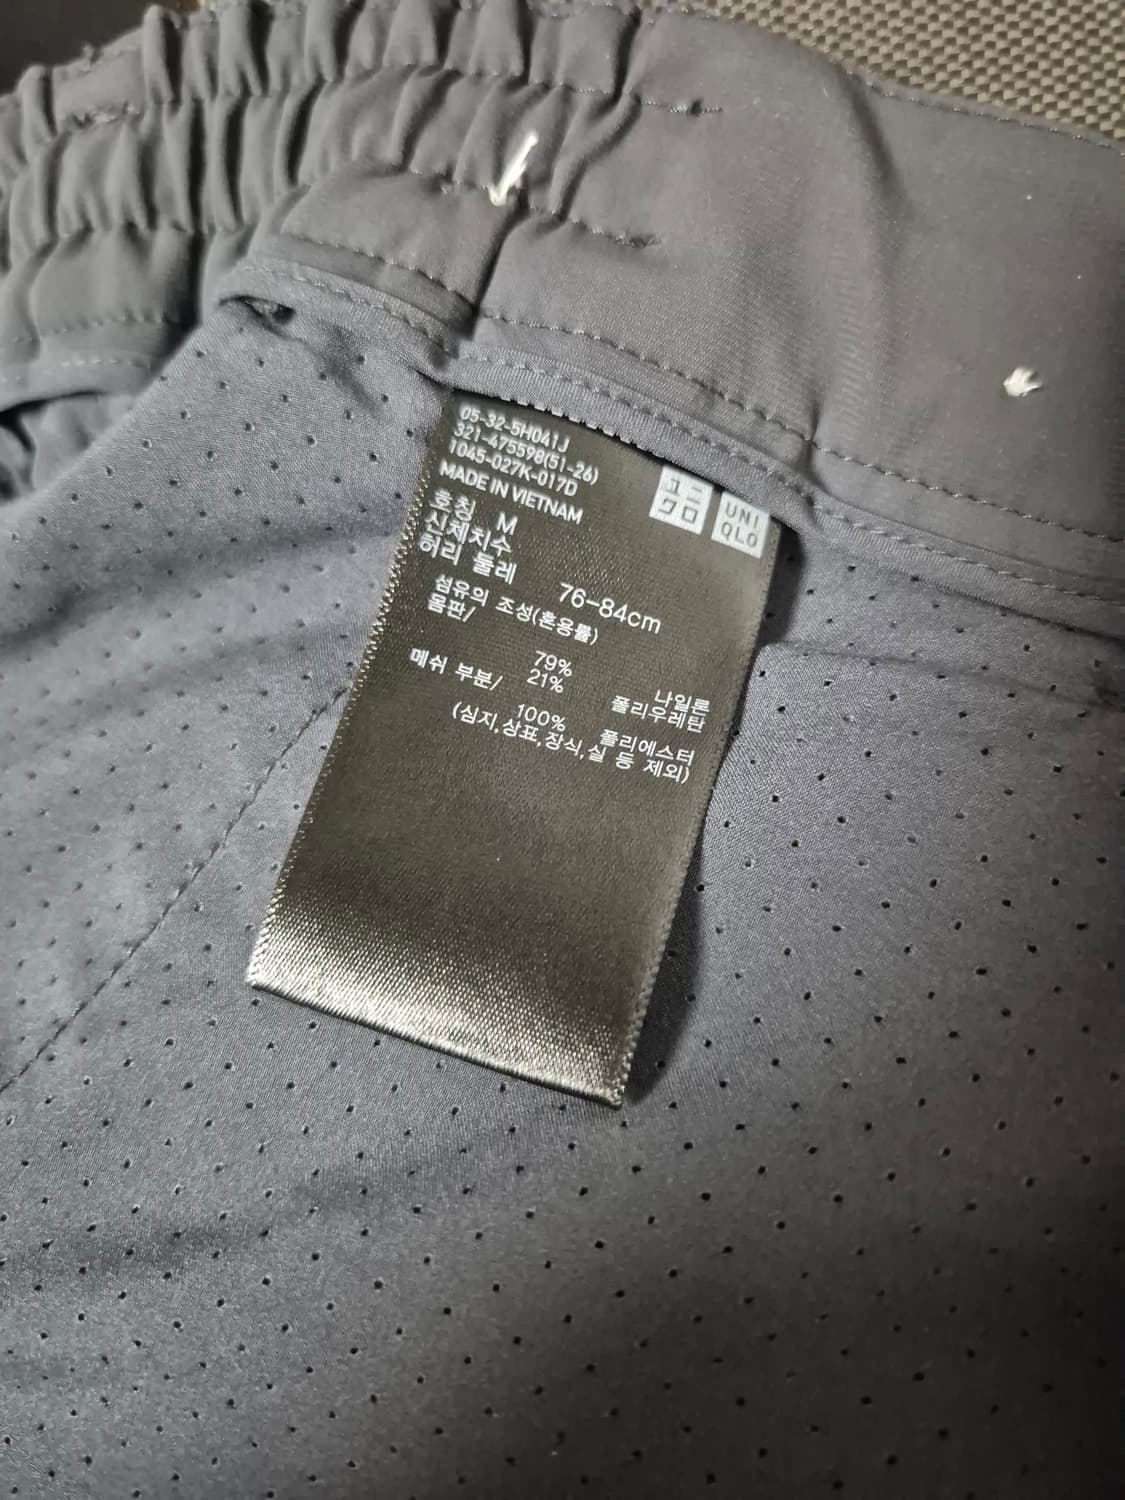 05-32-5H041J
321-475598(51-26)
1045-027K-017D
MADE IN VIETNAM
ユニ
クロ
UNI
QLO
호칭 M
신체치수
허리 둘레 76-84cm
섬유의 조성(혼용률)
몸판/
79% 나일론
21% 폴리우레탄
메쉬 부분/
100% 폴리에스터
(심지,상표,장식,실 등 제외)